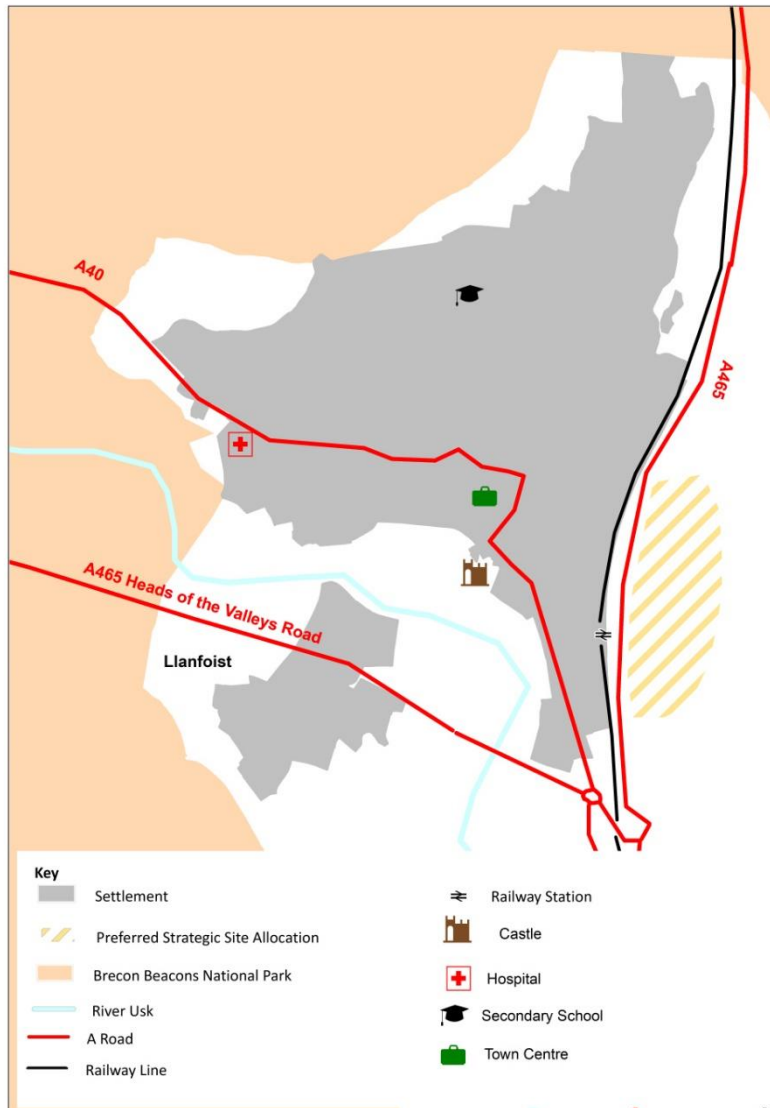 A40
A465
A465 Heads of the Valleys Road
Llanfoist
Key
Settlement
Preferred Strategic Site Allocation
Brecon Beacons National Park
River Usk
A Road
Railway Line
Railway Station
Castle
Hospital
Secondary School
Town Centre